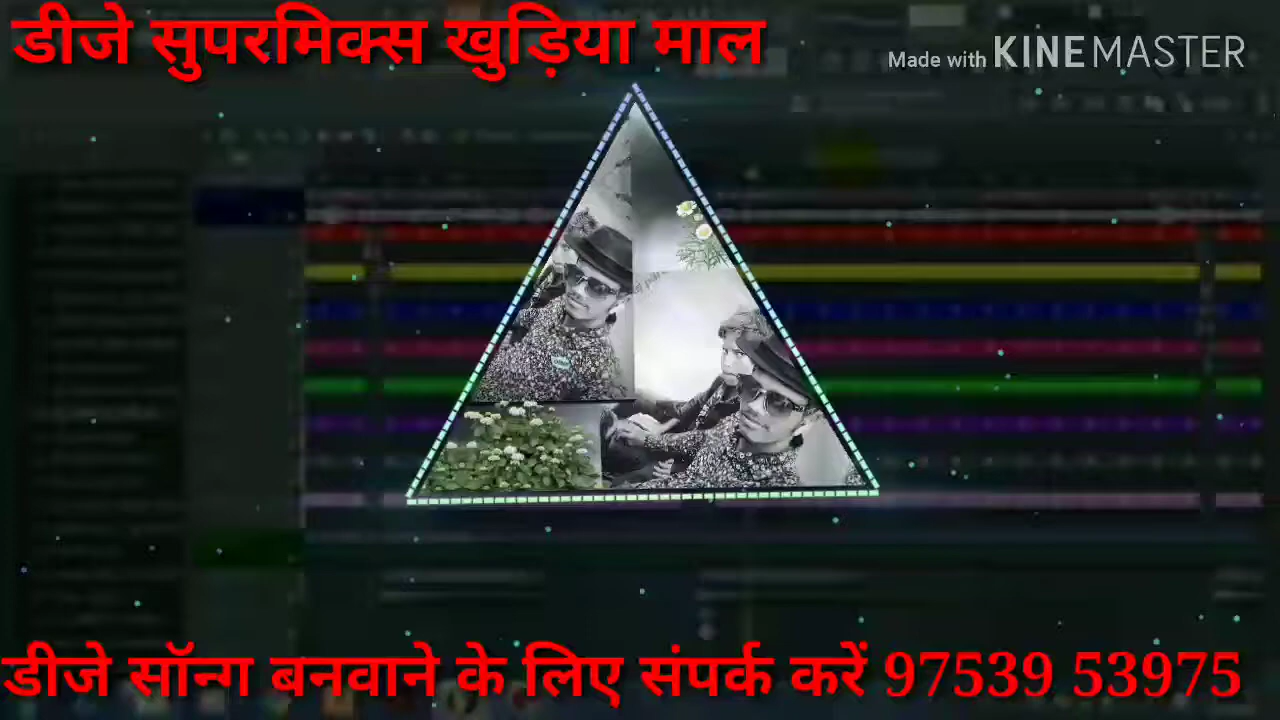 डीजे सुपरमिक्स खुड़िया माल
Made with KINEMASTER
डीजे सॉन्ग बनवाने के लिए संपर्क करें 97539 53975